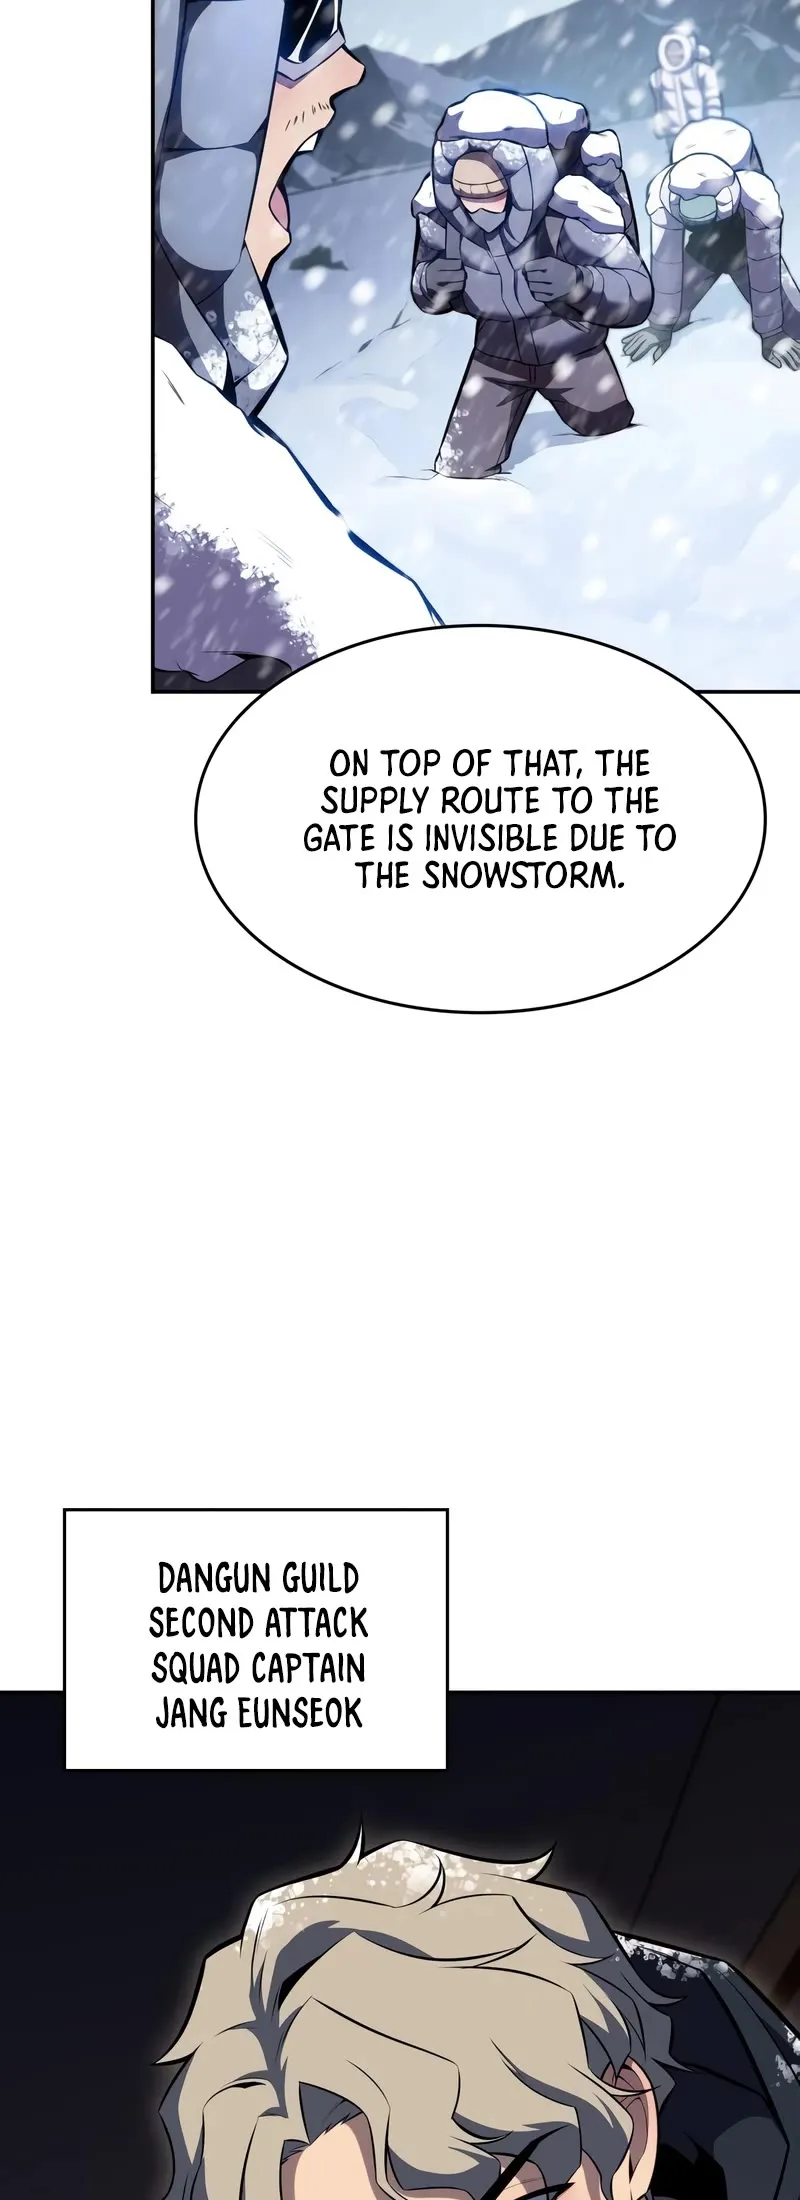 ON TOP OF THAT, THE
SUPPLY ROUTE TO THE
GATE IS INVISIBLE DUE TO
THE SNOWSTORM.
DANGUN GUILD
SECOND ATTACK
SQUAD CAPTAIN
JANG EUNSEOK